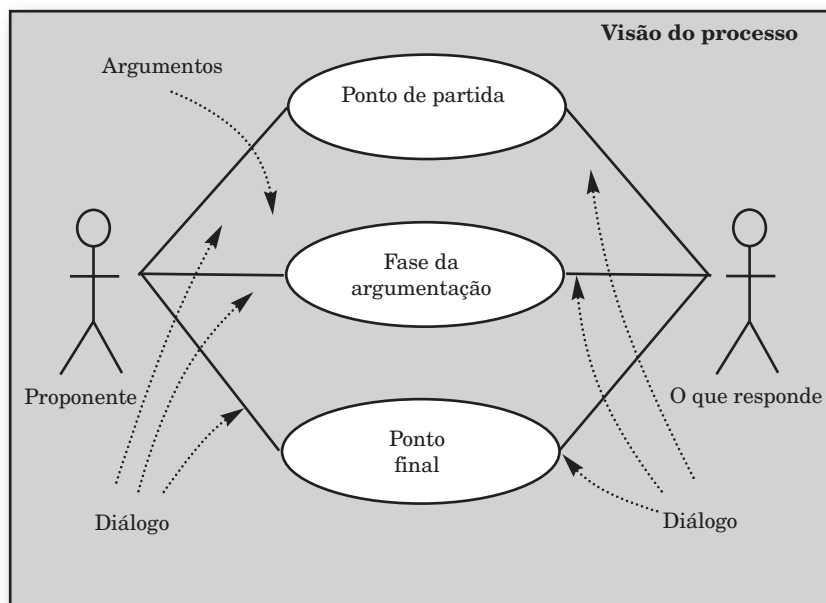 Visão do processo
Argumentos
Ponto de partida
Fase da
argumentação
Proponente
O que responde
Ponto
final
Diálogo
Diálogo